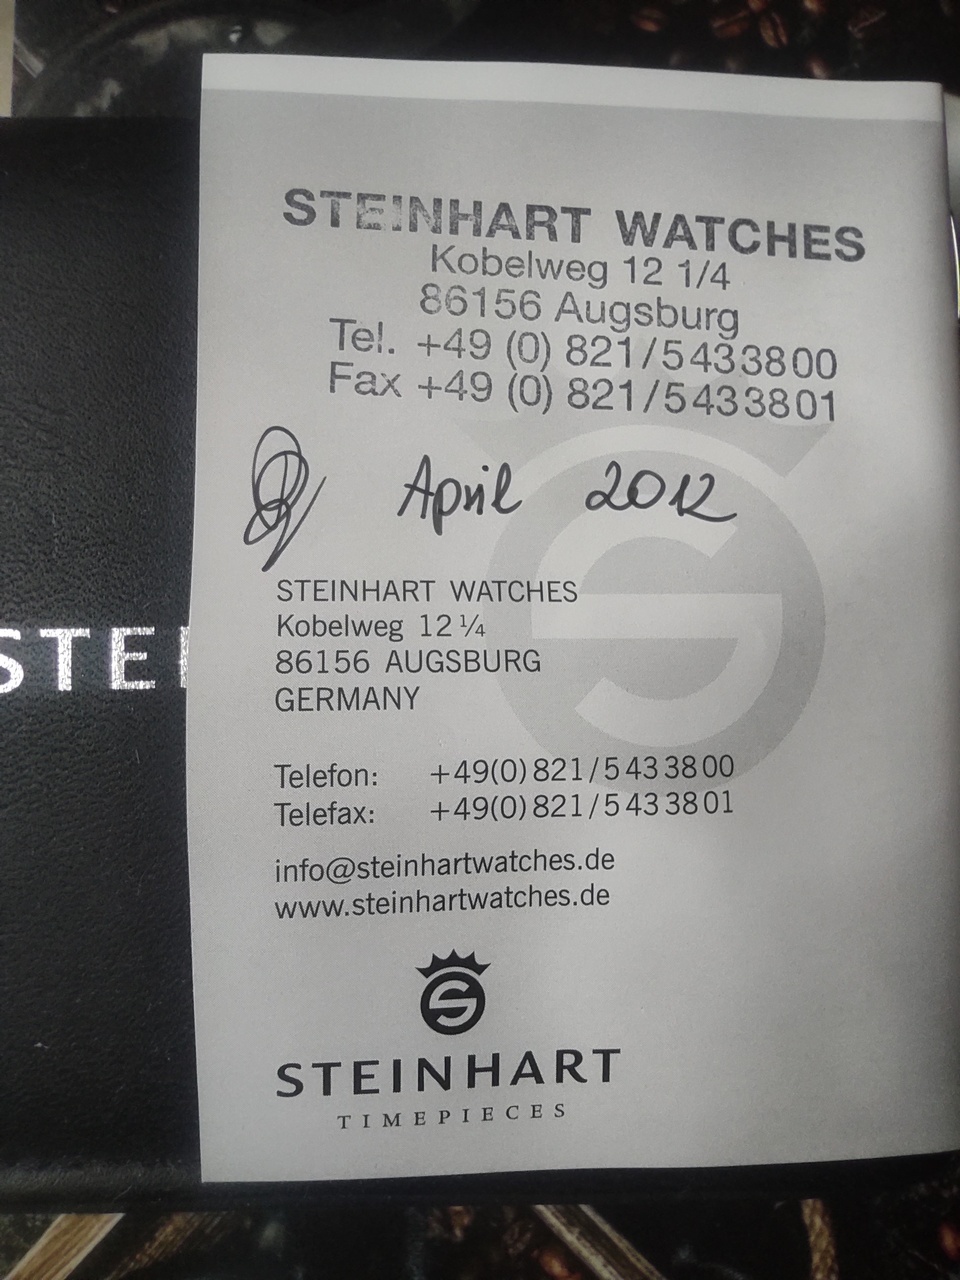 STEINHART WATCHES
Kobelweg 12 1/4
86156 Augsburg
Tel. +49 (0) 821/5433800
Fax +49 (0) 821/5433801
April 2012
STEINHART WATCHES
Kobelweg 12 ¼
86156 AUGSBURG
GERMANY
Telefon: +49(0)821/5433800
Telefax: +49(0)821/5433801
info@steinhartwatches.de
www.steinhartwatches.de
S
STEINHART
TIMEPIECES
STEI